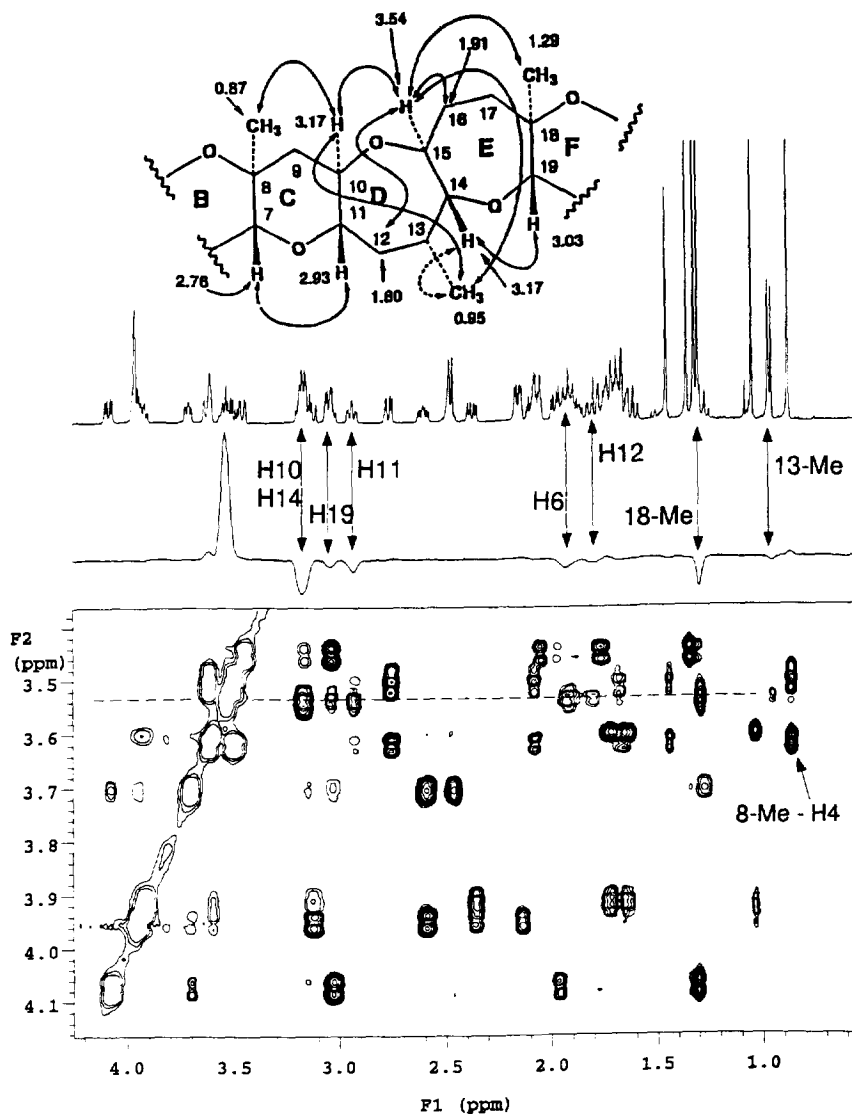 3.54
1.91
1.29
0.87
CH₃
H
CH₃
3.17
H
16
17
O
O
O
18
9
15
E
F
8
10
19
B
C
D
14
7
11
O
O
12
13
H
H
H
H
3.03
2.76
2.93
1.80
CH₃
3.17
0.95
H10
H14
H19
H11
H6
H12
18-Me
13-Me
F2
(ppm)
3.5
3.6
3.7
8-Me - H4
3.8
3.9
4.0
4.1
4.0 3.5 3.0 2.5 2.0 1.5 1.0
F1 (ppm)